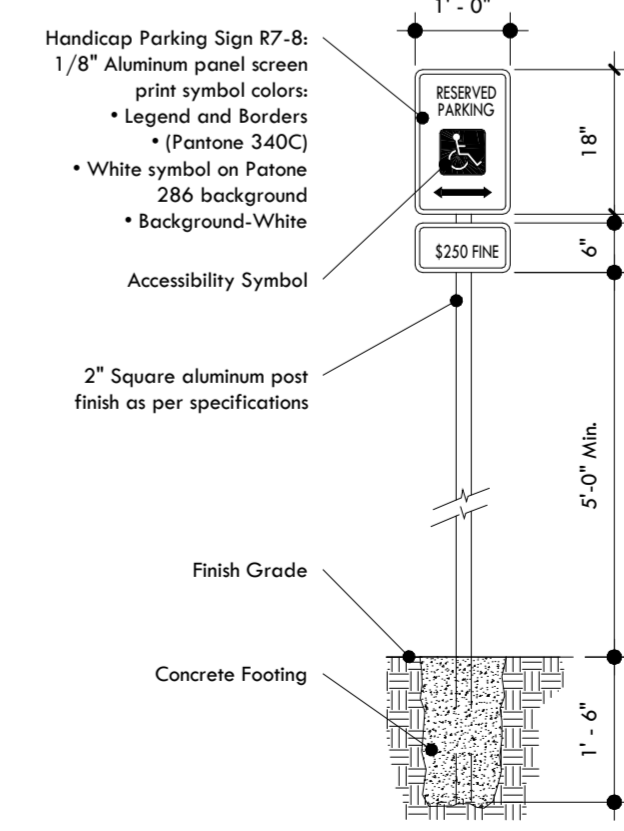 1' - 0"
Handicap Parking Sign R7-8:
1/8" Aluminum panel screen
print symbol colors:
• Legend and Borders
• (Pantone 340C)
• White symbol on Patone
286 background
• Background-White
RESERVED
PARKING
18"
$250 FINE
6"
Accessibility Symbol
2" Square aluminum post
finish as per specifications
5'-0" Min.
Finish Grade
Concrete Footing
1' - 6"